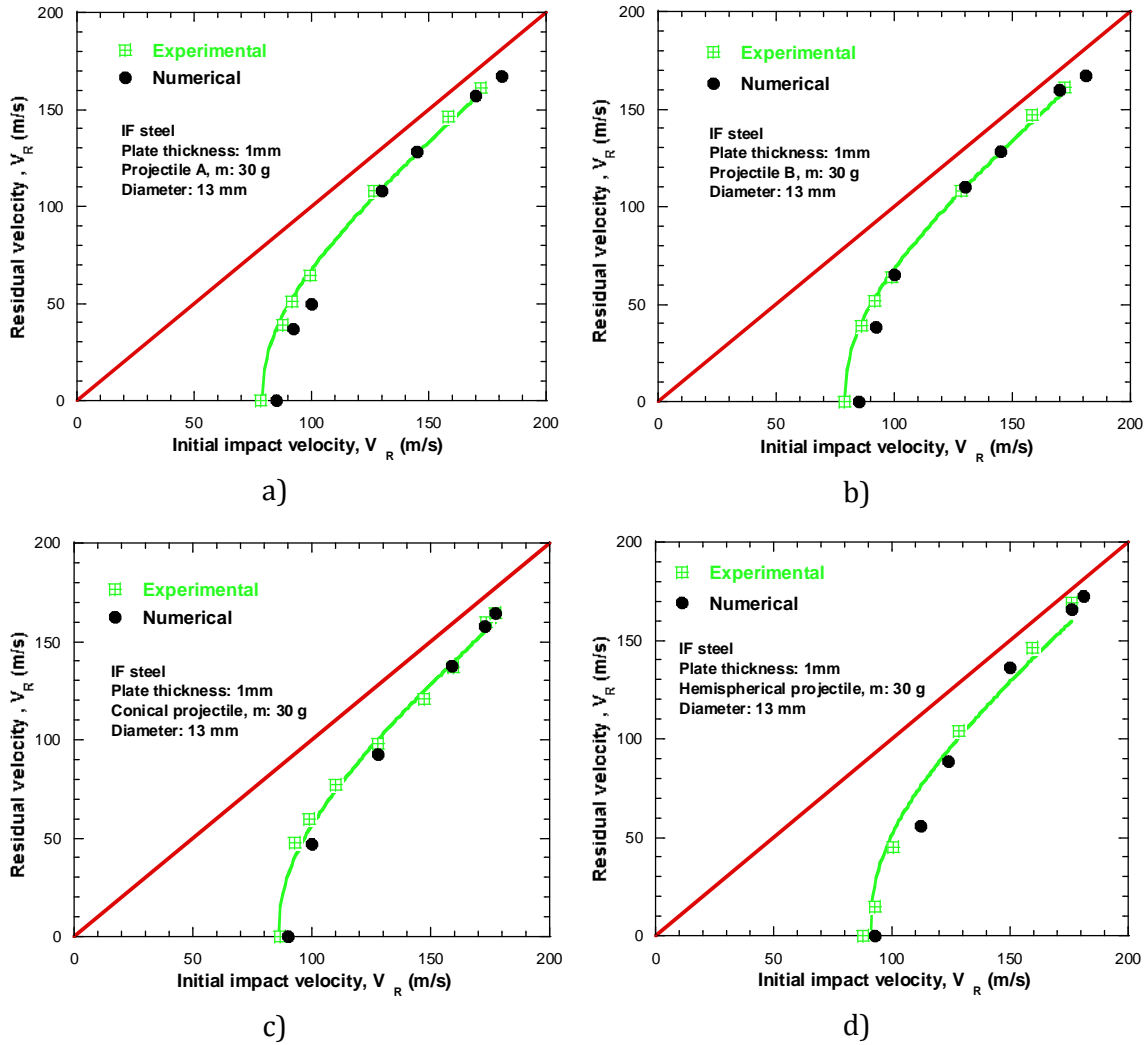 200
150
100
50
0
Residual velocity , V_R (m/s)
Experimental
Numerical
IF steel
Plate thickness: 1mm
Projectile A, m: 30 g
Diameter: 13 mm
0 50 100 150 200
Initial impact velocity, V_R (m/s)
a)
200
150
100
50
0
Residual velocity , V_R (m/s)
Experimental
Numerical
IF steel
Plate thickness: 1mm
Projectile B, m: 30 g
Diameter: 13 mm
0 50 100 150 200
Initial impact velocity, V_R (m/s)
b)
200
150
100
50
0
Residual velocity , V_R (m/s)
Experimental
Numerical
IF steel
Plate thickness: 1mm
Conical projectile, m: 30 g
Diameter: 13 mm
0 50 100 150 200
Initial impact velocity, V_R (m/s)
c)
200
150
100
50
0
Residual velocity , V_R (m/s)
Experimental
Numerical
IF steel
Plate thickness: 1mm
Hemispherical projectile, m: 30 g
Diameter: 13 mm
0 50 100 150 200
Initial impact velocity, V_R (m/s)
d)